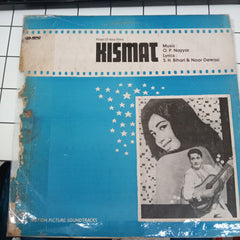 KISMAT
Music :
O. P. Nayyar
Lyrics :
S. H. Bihari & Noor Dewasi
MOTION PICTURE SOUNDTRACKS